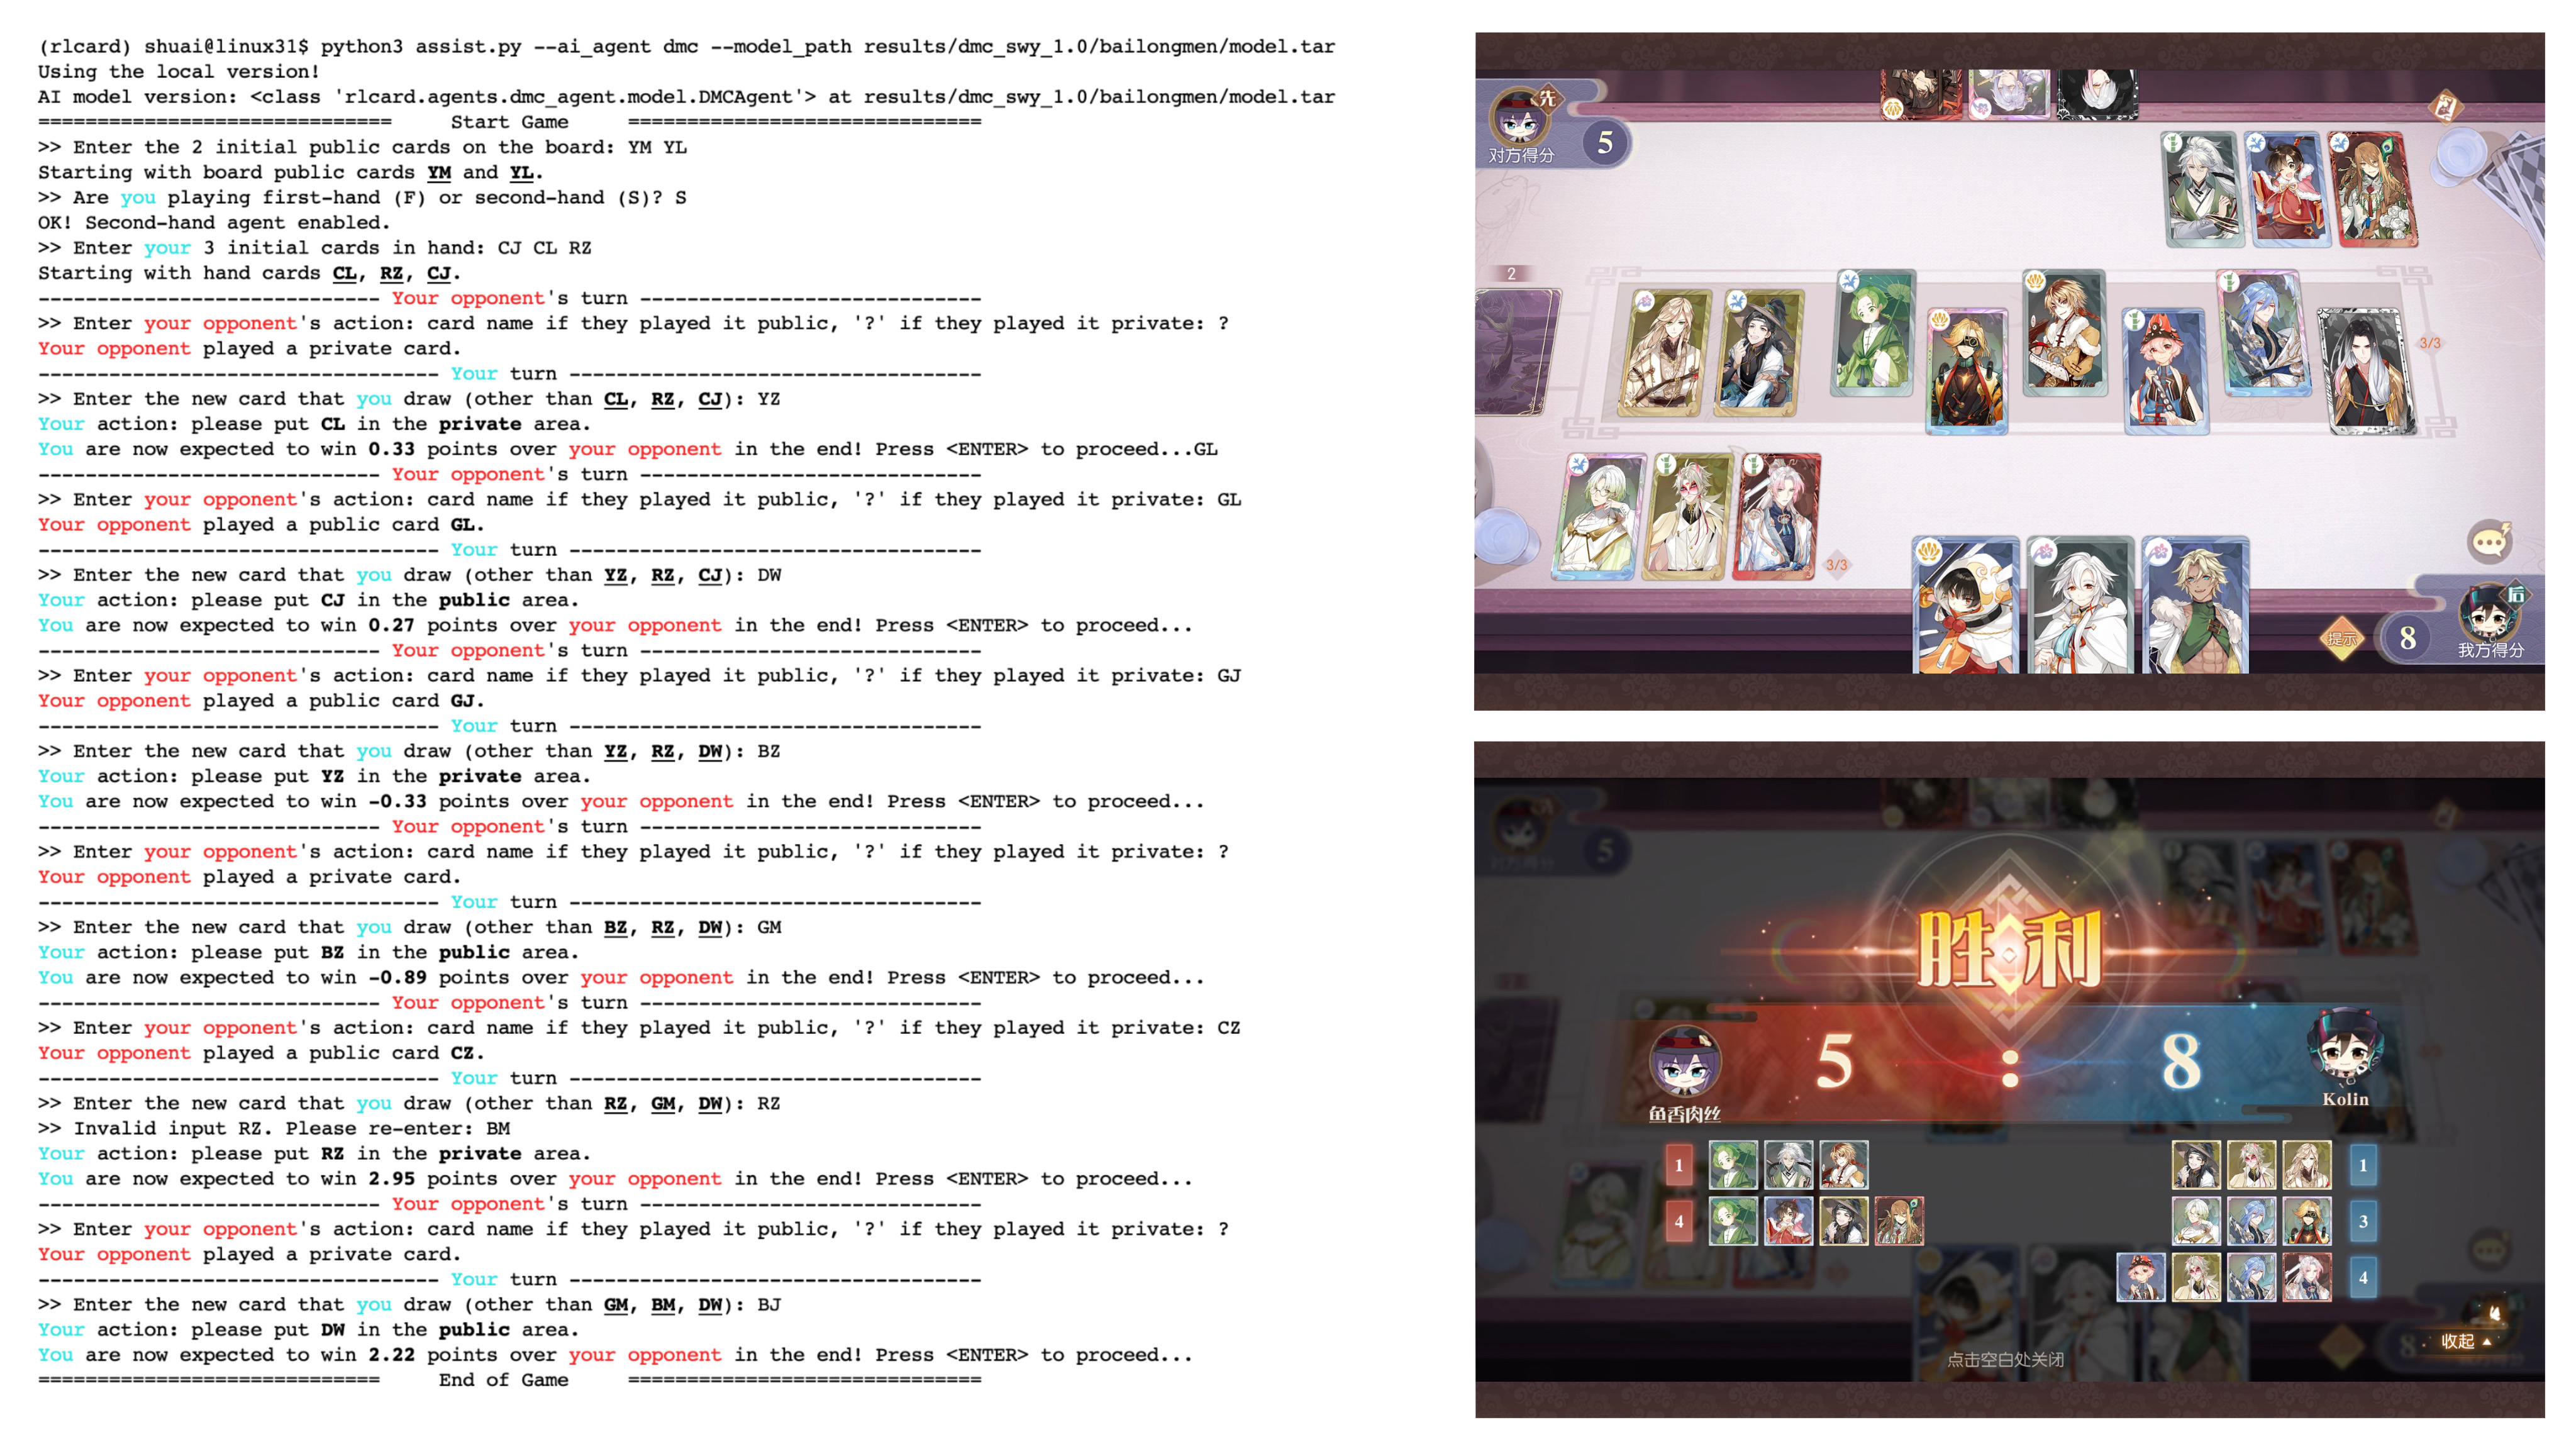 (rlcard) shuai@linux31$ python3 assist.py --ai_agent dmc --model_path results/dmc_swy_1.0/bailongmen/model.tar
Using the local version!
AI model version: <class 'rlcard.agents.dmc_agent.model.DMCAgent'> at results/dmc_swy_1.0/bailongmen/model.tar
============================== Start Game ==============================
>> Enter the 2 initial public cards on the board: YM YL
Starting with board public cards YM and YL.
>> Are you playing first-hand (F) or second-hand (S)? S
OK! Second-hand agent enabled.
>> Enter your 3 initial cards in hand: CJ CL RZ
Starting with hand cards CL, RZ, CJ.
----------------------------- Your opponent's turn -----------------------------
>> Enter your opponent's action: card name if they played it public, '?' if they played it private: ?
Your opponent played a private card.
---------------------------------- Your turn -----------------------------------
>> Enter the new card that you draw (other than CL, RZ, CJ): YZ
Your action: please put CL in the private area.
You are now expected to win 0.33 points over your opponent in the end! Press <ENTER> to proceed...GL
----------------------------- Your opponent's turn -----------------------------
>> Enter your opponent's action: card name if they played it public, '?' if they played it private: GL
Your opponent played a public card GL.
---------------------------------- Your turn -----------------------------------
>> Enter the new card that you draw (other than YZ, RZ, CJ): DW
Your action: please put CJ in the public area.
You are now expected to win 0.27 points over your opponent in the end! Press <ENTER> to proceed...
----------------------------- Your opponent's turn -----------------------------
>> Enter your opponent's action: card name if they played it public, '?' if they played it private: GJ
Your opponent played a public card GJ.
---------------------------------- Your turn -----------------------------------
>> Enter the new card that you draw (other than YZ, RZ, DW): BZ
Your action: please put YZ in the private area.
You are now expected to win -0.33 points over your opponent in the end! Press <ENTER> to proceed...
----------------------------- Your opponent's turn -----------------------------
>> Enter your opponent's action: card name if they played it public, '?' if they played it private: ?
Your opponent played a private card.
---------------------------------- Your turn -----------------------------------
>> Enter the new card that you draw (other than BZ, RZ, DW): GM
Your action: please put BZ in the public area.
You are now expected to win -0.89 points over your opponent in the end! Press <ENTER> to proceed...
----------------------------- Your opponent's turn -----------------------------
>> Enter your opponent's action: card name if they played it public, '?' if they played it private: CZ
Your opponent played a public card CZ.
---------------------------------- Your turn -----------------------------------
>> Enter the new card that you draw (other than RZ, GM, DW): RZ
>> Invalid input RZ. Please re-enter: BM
Your action: please put RZ in the private area.
You are now expected to win 2.95 points over your opponent in the end! Press <ENTER> to proceed...
----------------------------- Your opponent's turn -----------------------------
>> Enter your opponent's action: card name if they played it public, '?' if they played it private: ?
Your opponent played a private card.
---------------------------------- Your turn -----------------------------------
>> Enter the new card that you draw (other than GM, BM, DW): BJ
Your action: please put DW in the public area.
You are now expected to win 2.22 points over your opponent in the end! Press <ENTER> to proceed...
============================= End of Game ==============================
先
5
对方得分
2
3/3
3/3
后
提示
8
我方得分
对方得分
5
胜利
5 : 8
鱼香肉丝
Kolin
1
1
4
3
4
8
收起
点击空白处关闭